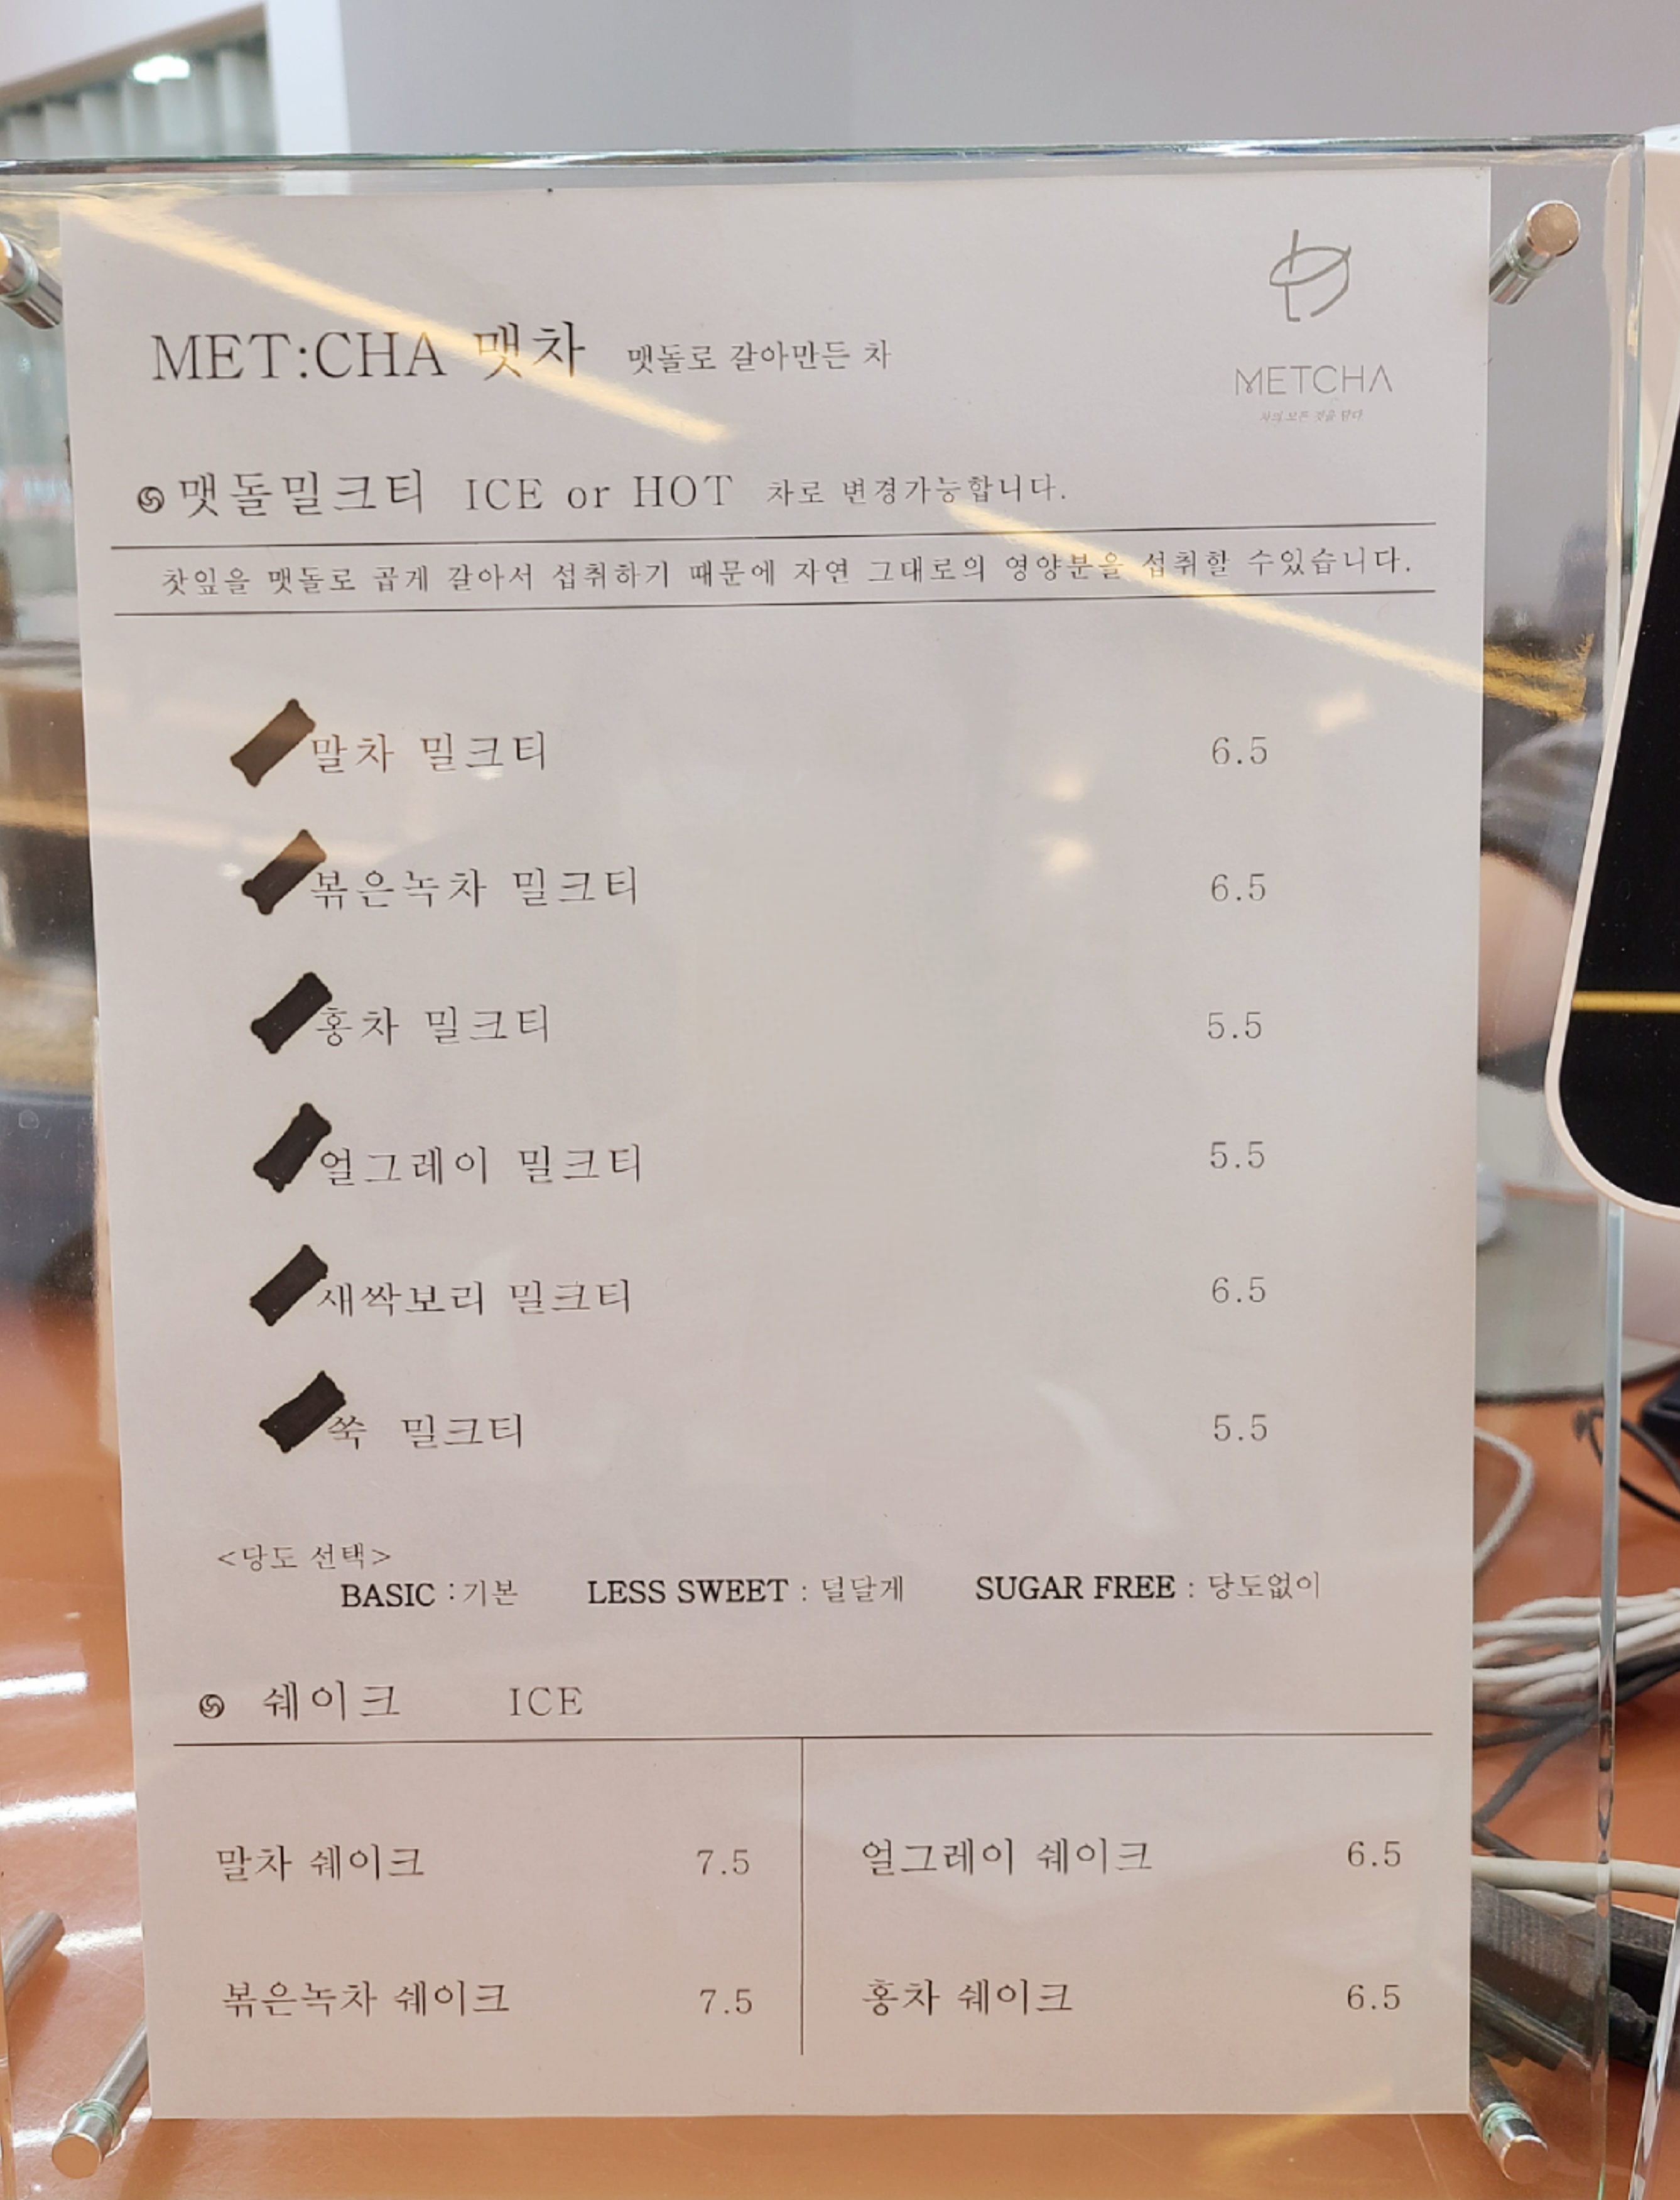 MET:CHA 맷차 맷돌로 갈아만든 차
METCHA
차의 모든 것을 담다
맷돌밀크티 ICE or HOT 차로 변경가능합니다.
찻잎을 맷돌로 곱게 갈아서 섭취하기 때문에 자연 그대로의 영양분을 섭취할 수있습니다.
말차 밀크티 6.5
볶은녹차 밀크티 6.5
홍차 밀크티 5.5
얼그레이 밀크티 5.5
새싹보리 밀크티 6.5
쑥 밀크티 5.5
<당도 선택>
BASIC : 기본 LESS SWEET : 덜달게 SUGAR FREE : 당도없이
쉐이크 ICE
말차 쉐이크 7.5 얼그레이 쉐이크 6.5
볶은녹차 쉐이크 7.5 홍차 쉐이크 6.5